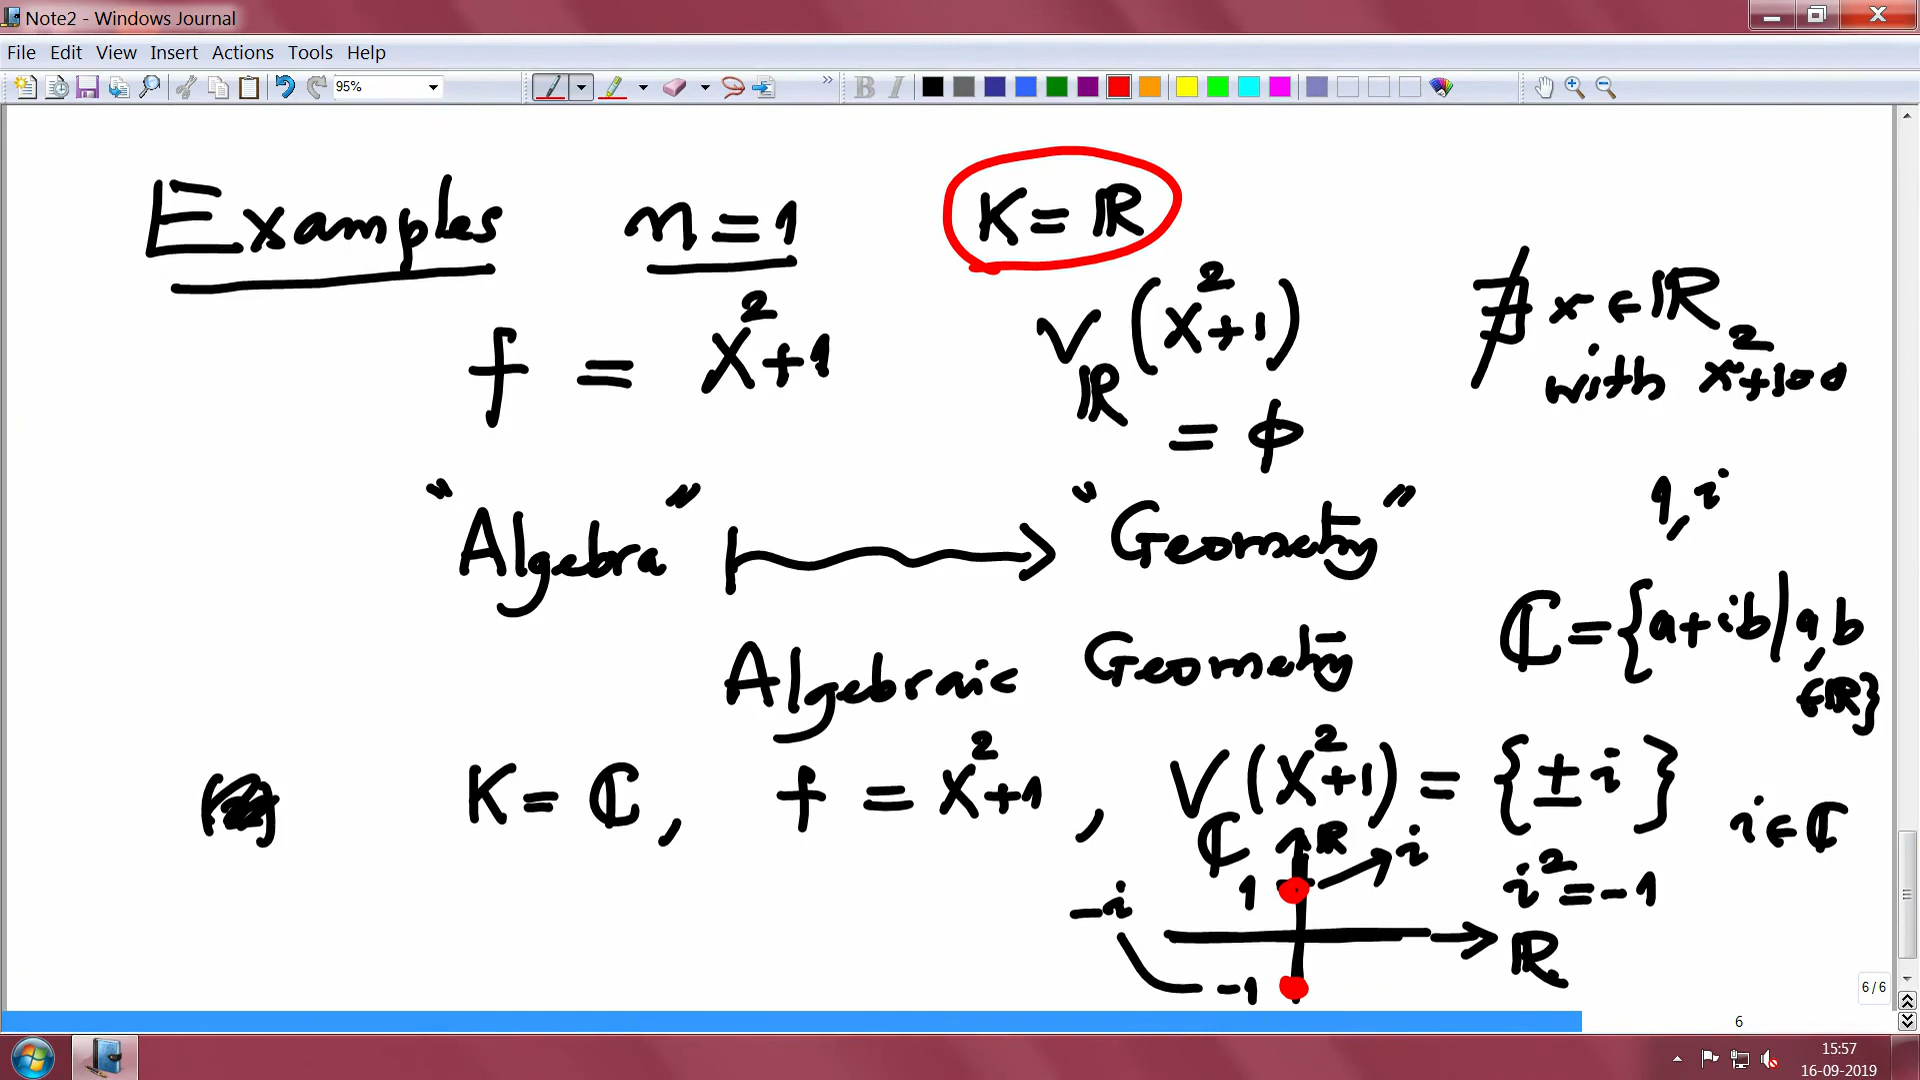 Note2 - Windows Journal
File Edit View Insert Actions Tools Help
95%
B I
Examples n=1 K=ℝ
f = X²+1 V_ℝ(X²+1) ∄ x∈ℝ
= φ with x²+1=0
"Algebra" ⟼ "Geometry" 1, i
Algebraic Geometry ℂ={a+ib|a,b
∈ℝ}
K=ℂ, f = X²+1, V_ℂ(X²+1) = {±i} i∈ℂ
ℝ i
1 i²=-1
-i
ℝ
-1
6/6
6
15:57
16-09-2019